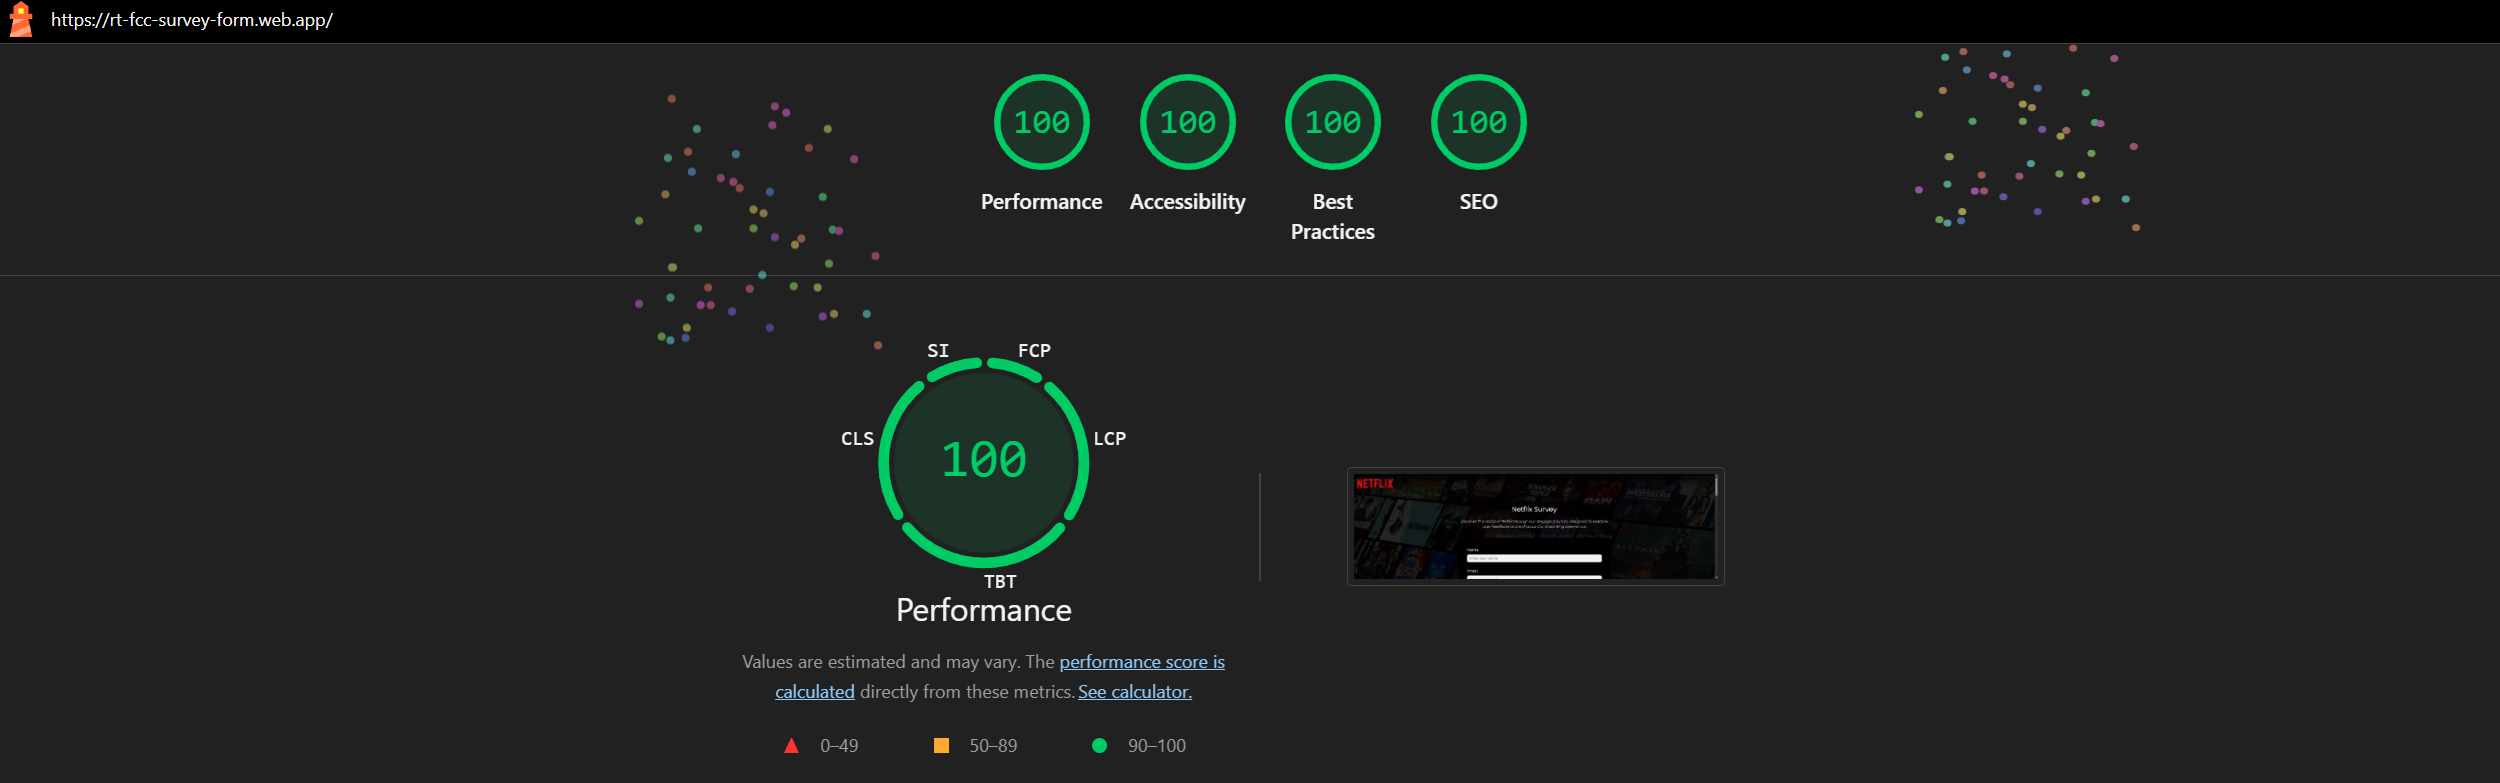 https://rt-fcc-survey-form.web.app/
100 100 100 100
Performance Accessibility Best Practices SEO
SI FCP
CLS LCP
100
TBT
Performance
Values are estimated and may vary. The performance score is
calculated directly from these metrics. See calculator.
0–49 50–89 90–100
NETFLIX
Netflix Survey
Name
Email